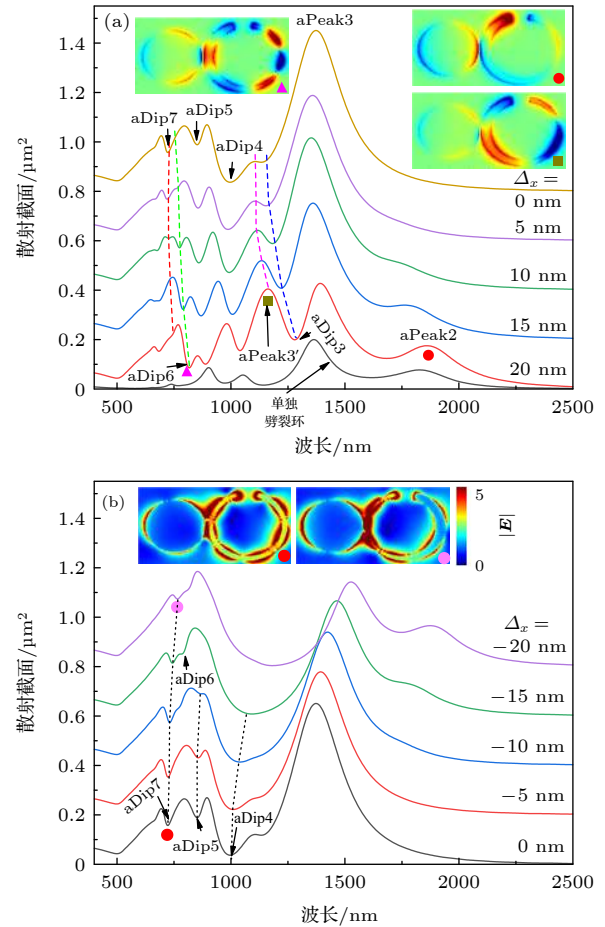 (a)
aPeak3
1.4
1.2
1.0
0.8
0.6
0.4
0.2
0
散射截面/μm²
aDip7
aDip5
aDip4
Δx =
0 nm
5 nm
10 nm
15 nm
20 nm
aPeak3′
aDip3
aPeak2
aDip6
单独
劈裂环
500
1000
1500
2000
2500
波长/nm
(b)
5
0
|E|
1.4
1.2
1.0
0.8
0.6
0.4
0.2
0
散射截面/μm²
Δx =
−20 nm
−15 nm
−10 nm
−5 nm
0 nm
aDip6
aDip7
aDip5
aDip4
500
1000
1500
2000
2500
波长/nm